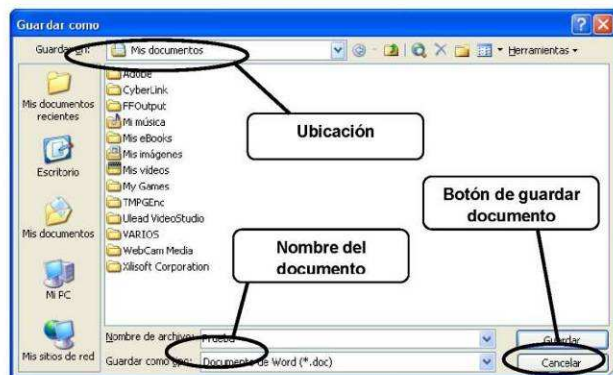 Guardar como
Guardar en: Mis documentos Herramientas
Mis documentos recientes
Escritorio
Mis documentos
Mi PC
Mis sitios de red
Adobe
CyberLink
FFOutput
Mi música
Mis eBooks
Mis imágenes
Mis videos
My Games
TMPGEnc
Ulead VideoStudio
VARIOS
WebCam Media
Xilisoft Corporation
Ubicación
Botón de guardar
documento
Nombre del
documento
Nombre de archivo: Prueba Guardar
Guardar como tipo: Documento de Word (*.doc) Cancelar